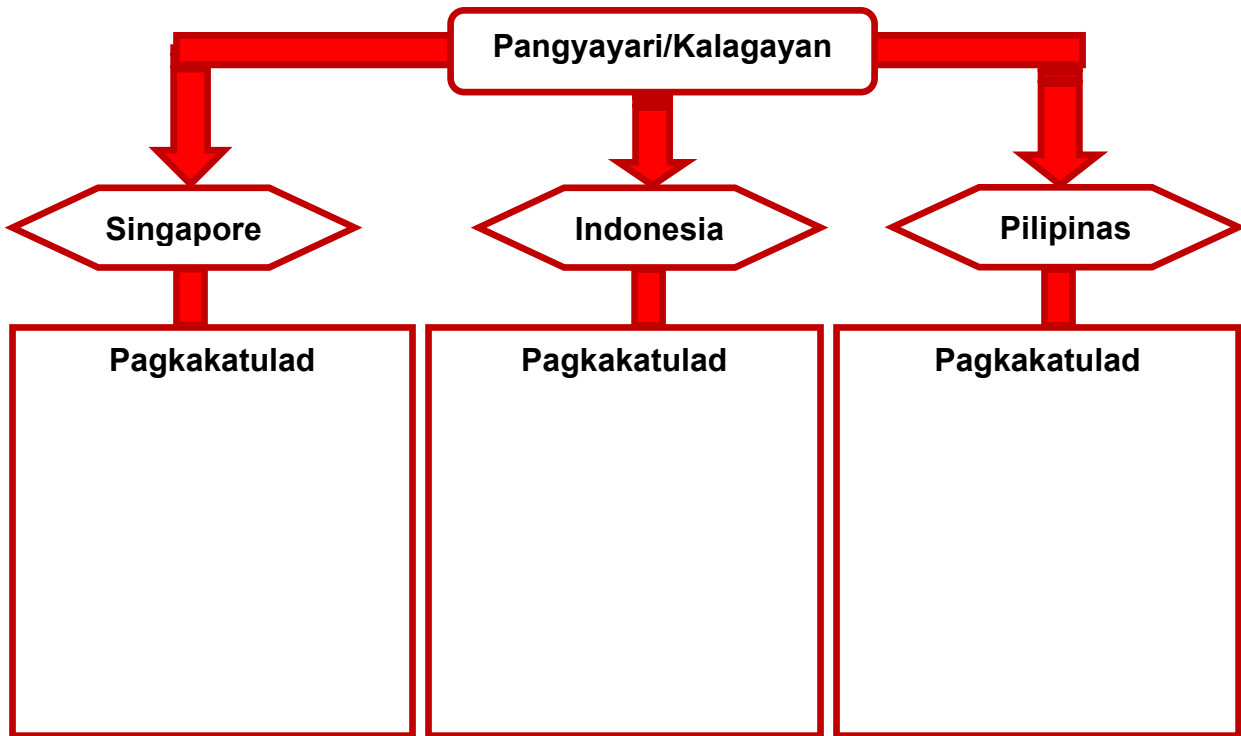 Pangyayari/Kalagayan
Singapore
Indonesia
Pilipinas
Pagkakatulad
Pagkakatulad
Pagkakatulad